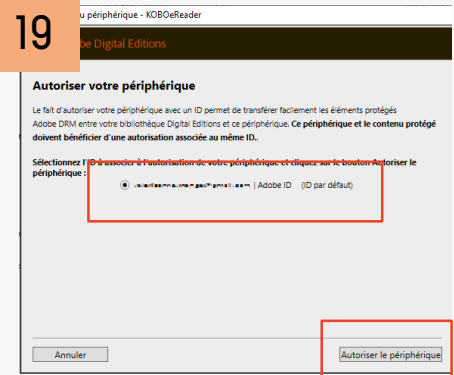 19
u périphérique - KOBOeReader
be Digital Editions
Autoriser votre périphérique
Le fait d'autoriser votre périphérique avec un ID permet de transférer facilement les éléments protégés
Adobe DRM entre votre bibliothèque Digital Editions et ce périphérique. Ce périphérique et le contenu protégé
doivent bénéficier d'une autorisation associée au même ID..
Sélectionnez l'ID à associer à l'autorisation de votre périphérique et cliquez sur le bouton Autoriser le
périphérique :
| Adobe ID (ID par défaut)
Annuler
Autoriser le périphérique